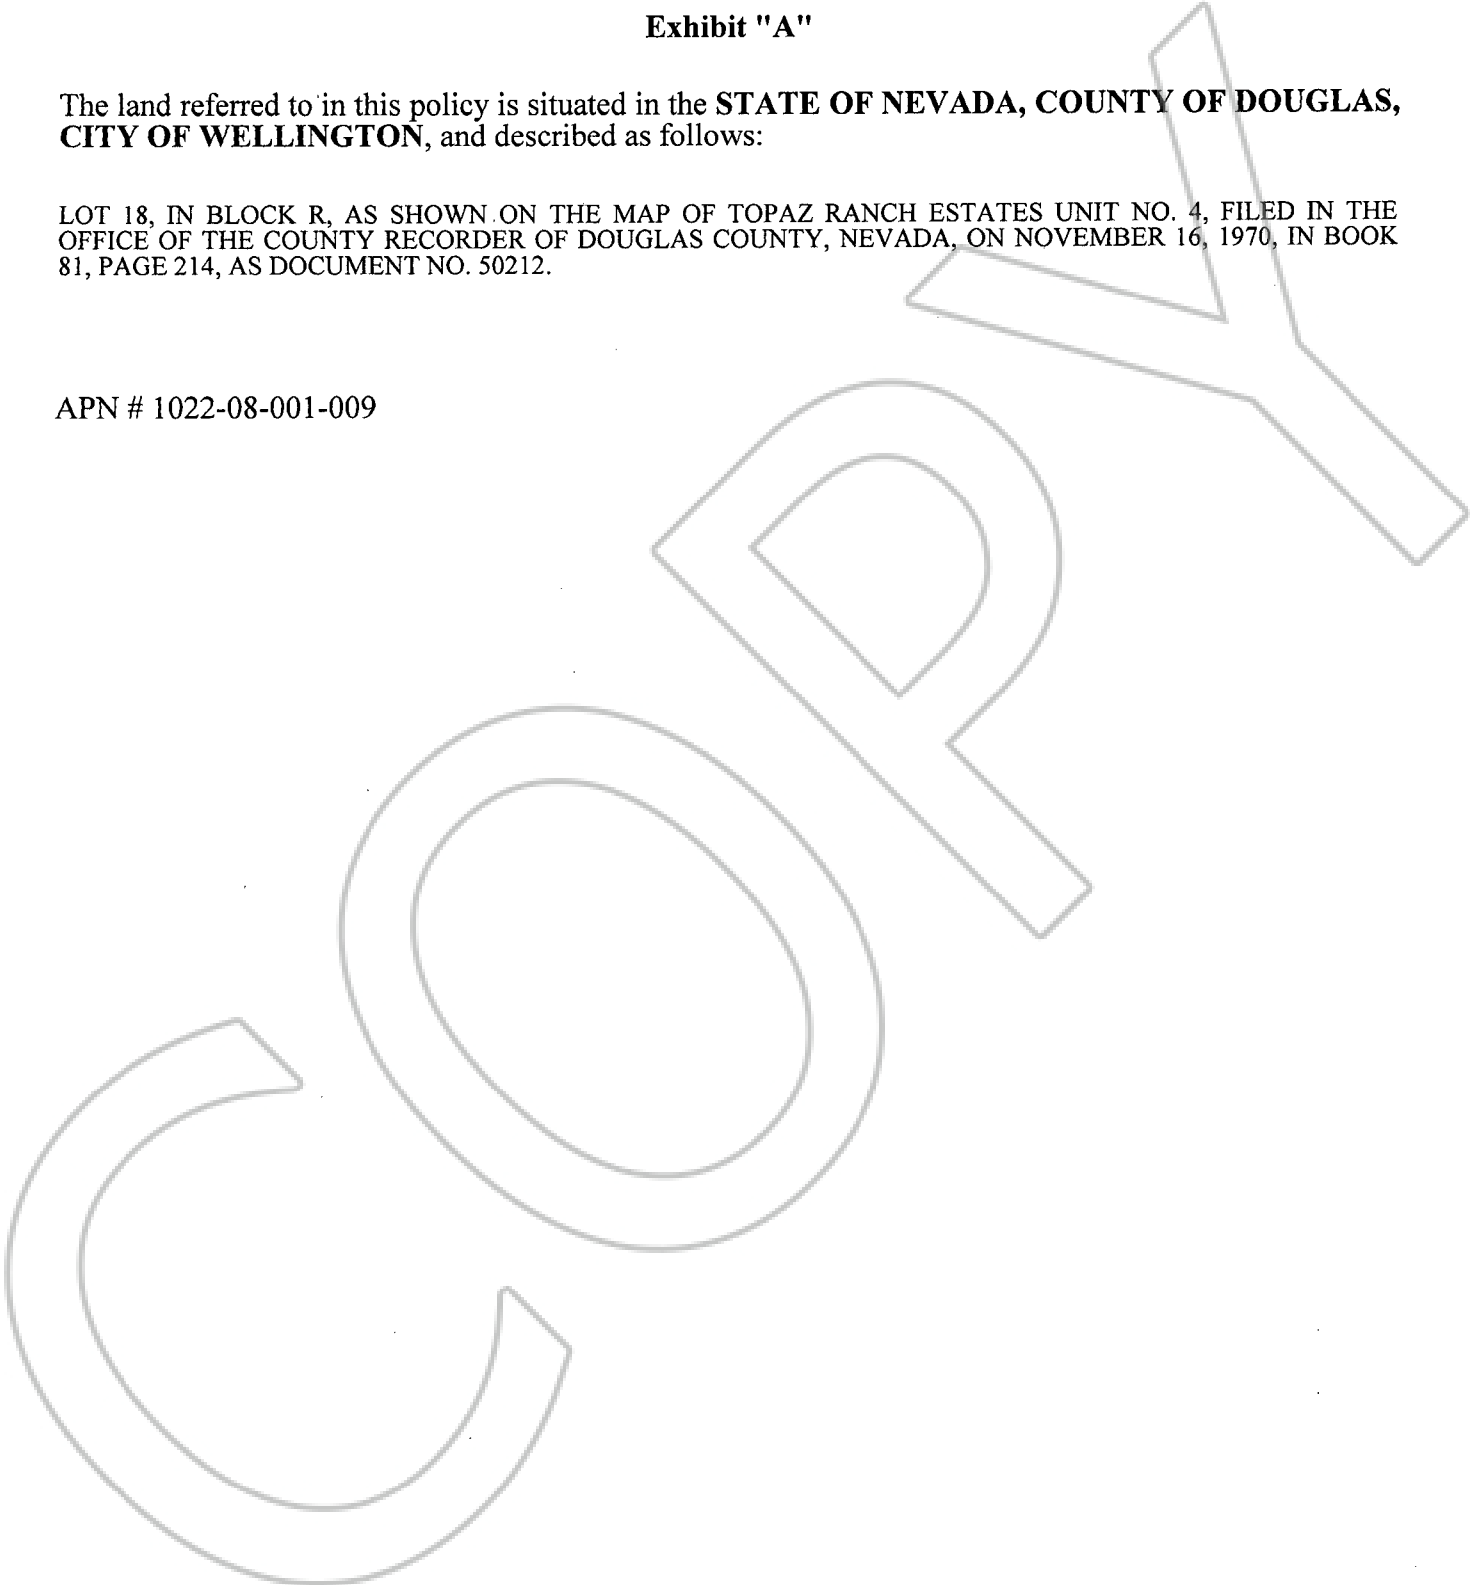 Exhibit "A"
The land referred to in this policy is situated in the STATE OF NEVADA, COUNTY OF DOUGLAS,
CITY OF WELLINGTON, and described as follows:
LOT 18, IN BLOCK R, AS SHOWN ON THE MAP OF TOPAZ RANCH ESTATES UNIT NO. 4, FILED IN THE
OFFICE OF THE COUNTY RECORDER OF DOUGLAS COUNTY, NEVADA, ON NOVEMBER 16, 1970, IN BOOK
81, PAGE 214, AS DOCUMENT NO. 50212.
APN # 1022-08-001-009
COPY